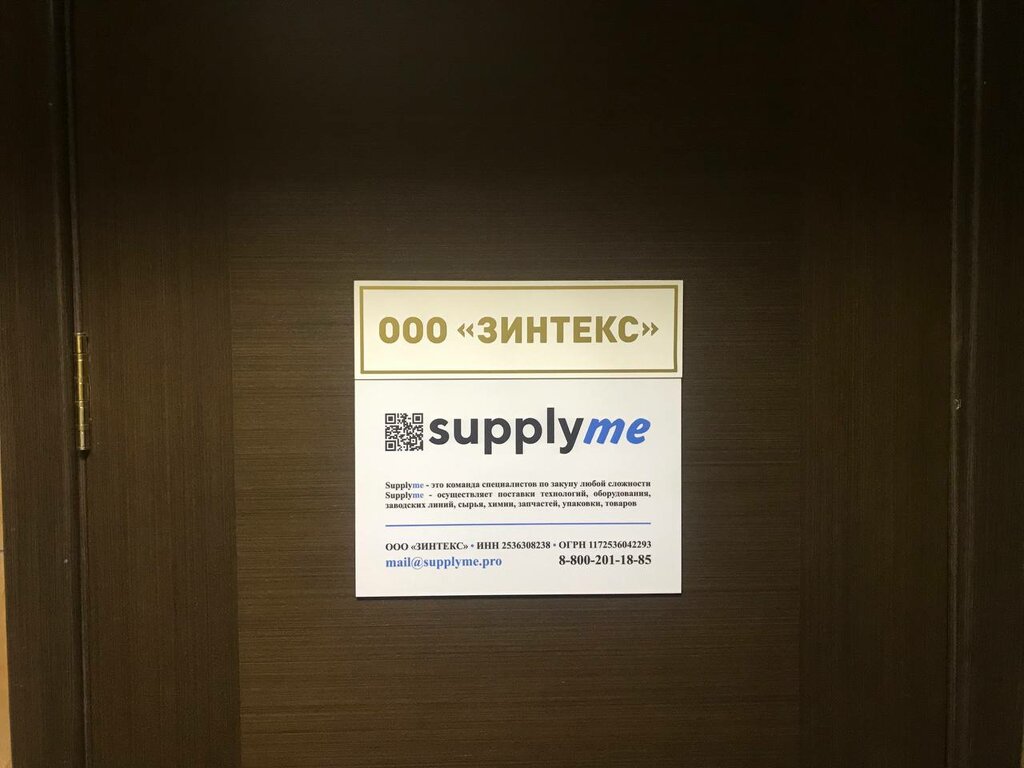 ООО «ЗИНТЕКС»
supplyme
Supplyme - это команда специалистов по закупу любой сложности
Supplyme - осуществляет поставки технологий, оборудования,
заводских линий, сырья, химии, запчастей, упаковки, товаров
ООО «ЗИНТЕКС» • ИНН 2536308238 • ОГРН 1172536042293
mail@supplyme.pro 8-800-201-18-85